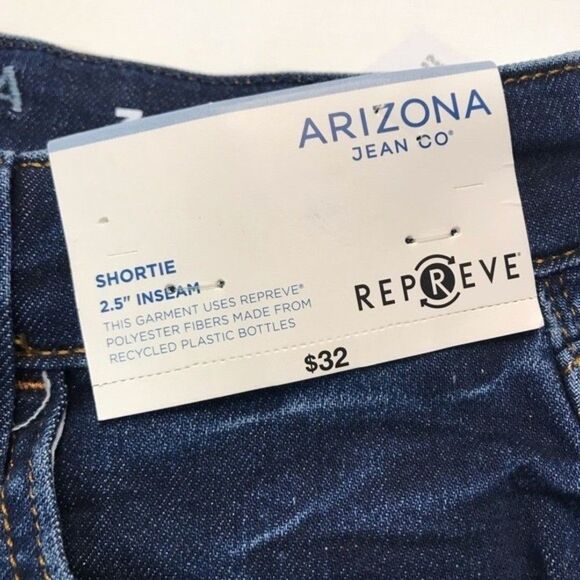 ARIZONA
JEAN CO®
SHORTIE
2.5" INSEAM
THIS GARMENT USES REPREVE®
POLYESTER FIBERS MADE FROM
RECYCLED PLASTIC BOTTLES
REPREVE®
$32